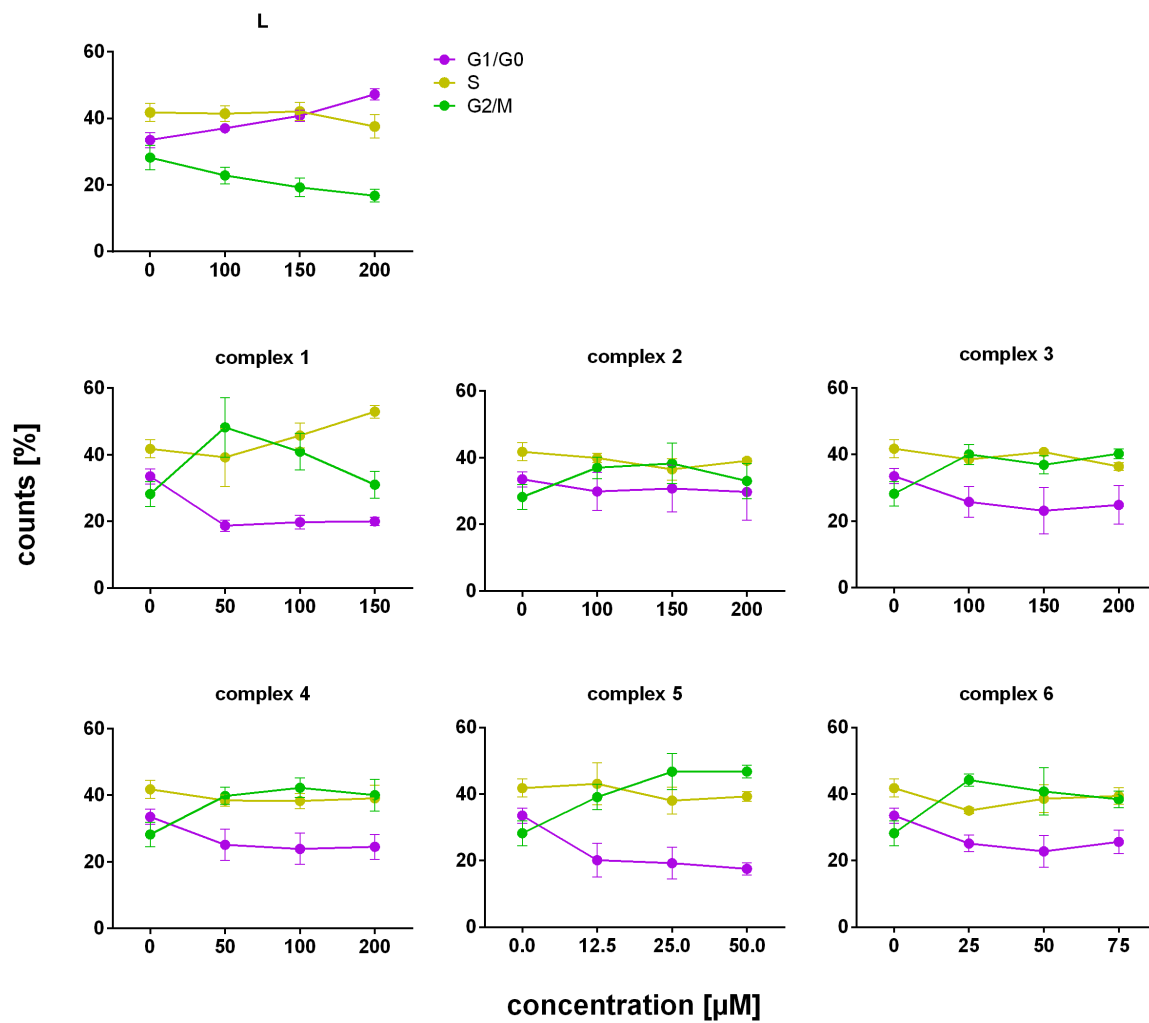 L
G1/G0
S
G2/M
60
40
20
0
0 100 150 200
counts [%]
complex 1
60
40
20
0
0 50 100 150
complex 2
60
40
20
0
0 100 150 200
complex 3
60
40
20
0
0 100 150 200
complex 4
60
40
20
0
0 50 100 200
complex 5
60
40
20
0
0.0 12.5 25.0 50.0
complex 6
60
40
20
0
0 25 50 75
concentration [µM]